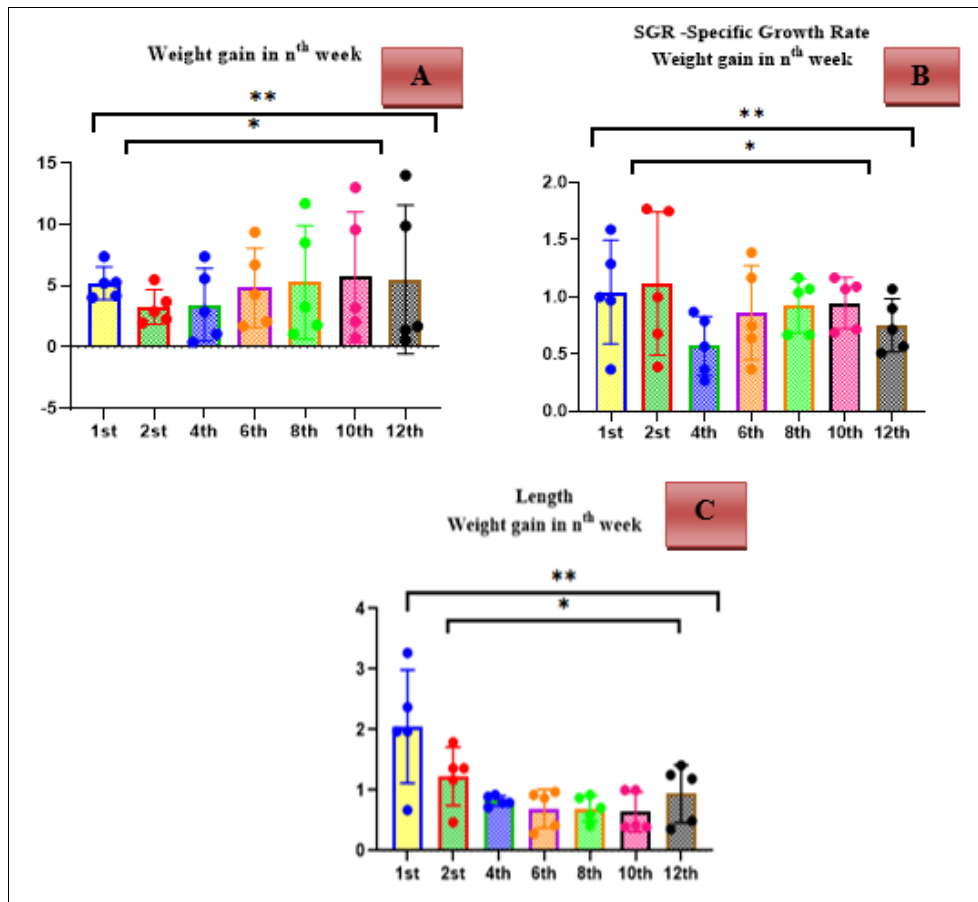 Weight gain in nth week
A
**
*
15
10
5
0
-5
1st 2st 4th 6th 8th 10th 12th
SGR -Specific Growth Rate
Weight gain in nth week
B
**
*
2.0
1.5
1.0
0.5
0.0
1st 2st 4th 6th 8th 10th 12th
Length
Weight gain in nth week
C
**
*
4
3
2
1
0
1st 2st 4th 6th 8th 10th 12th